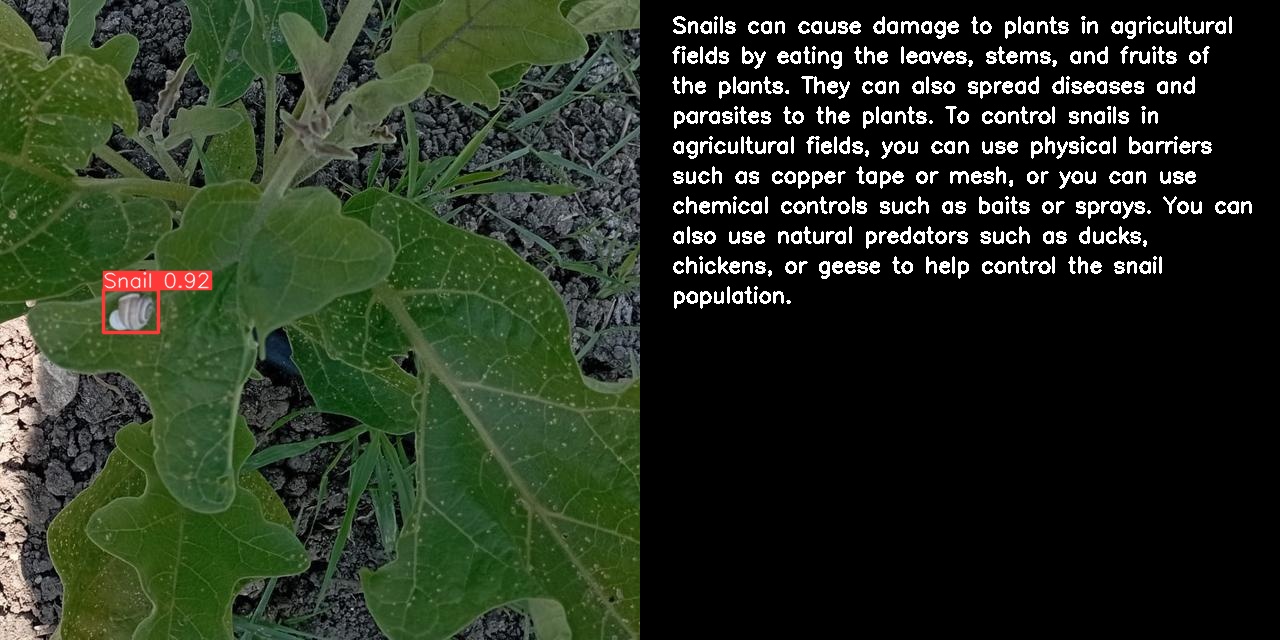 Snail 0.92
Snails can cause damage to plants in agricultural
fields by eating the leaves, stems, and fruits of
the plants. They can also spread diseases and
parasites to the plants. To control snails in
agricultural fields, you can use physical barriers
such as copper tape or mesh, or you can use
chemical controls such as baits or sprays. You can
also use natural predators such as ducks,
chickens, or geese to help control the snail
population.